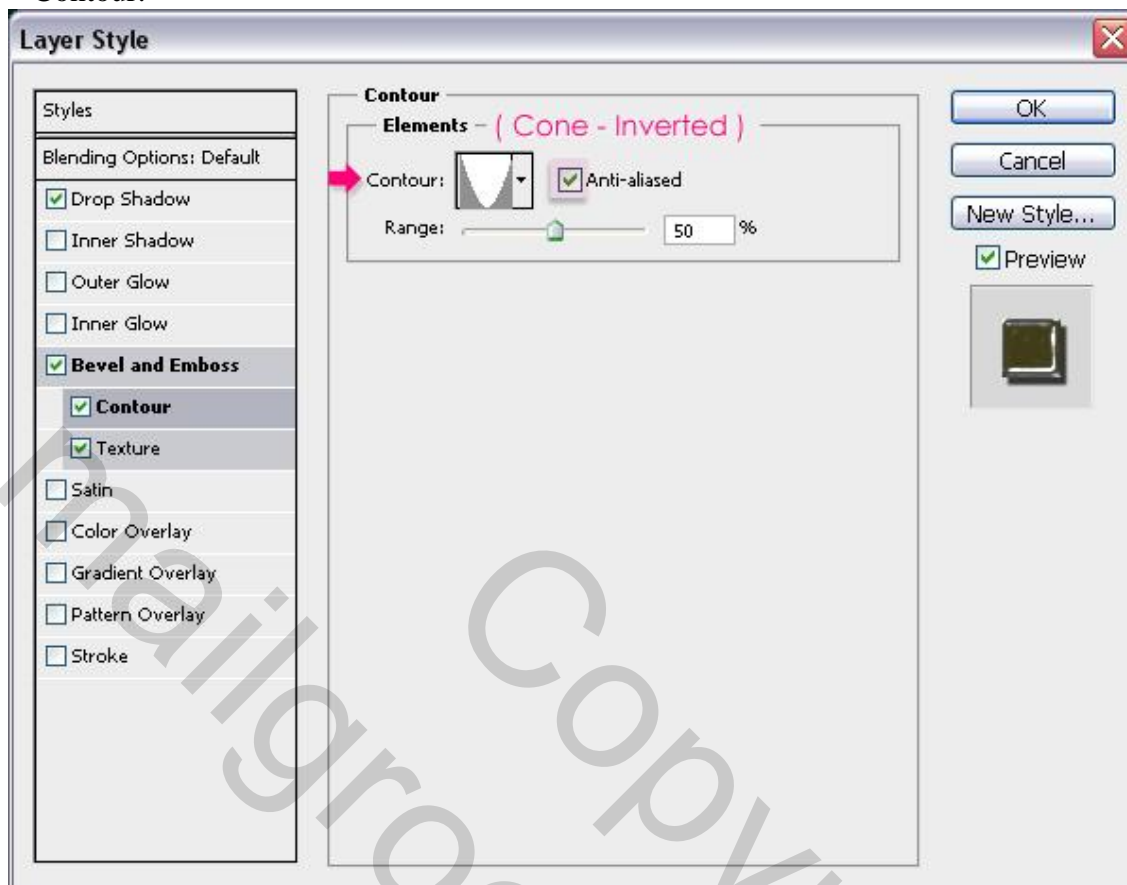 Contour:
Layer Style
Styles
Blending Options: Default
Drop Shadow
Inner Shadow
Outer Glow
Inner Glow
Bevel and Emboss
Contour
Texture
Satin
Color Overlay
Gradient Overlay
Pattern Overlay
Stroke
Contour
Elements - ( Cone - Inverted )
Contour: Anti-aliased
Range: 50 %
OK
Cancel
New Style...
Preview